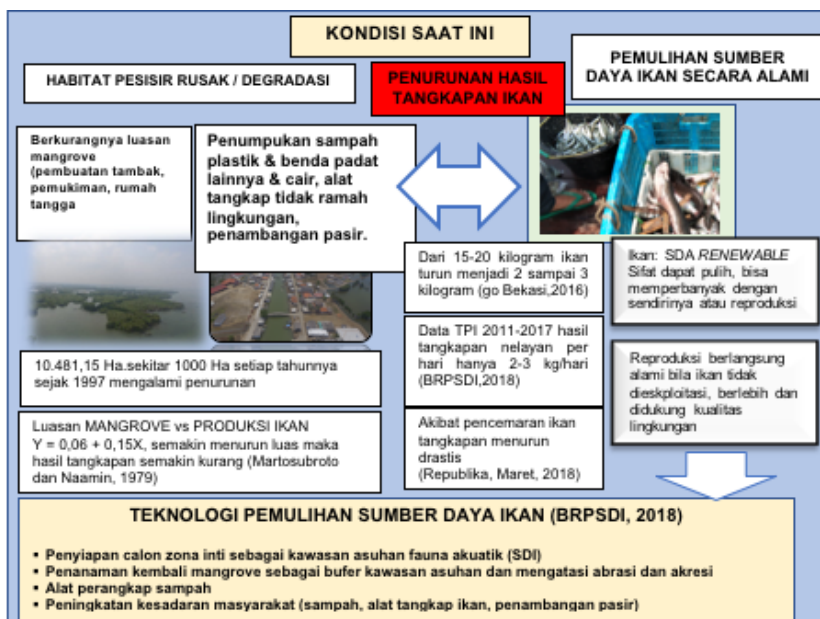 KONDISI SAAT INI
HABITAT PESISIR RUSAK / DEGRADASI
PENURUNAN HASIL
TANGKAPAN IKAN
PEMULIHAN SUMBER
DAYA IKAN SECARA ALAMI
Berkurangnya luasan
mangrove
(pembuatan tambak,
pemukiman, rumah
tangga
Penumpukan sampah
plastik & benda padat
lainnya & cair, alat
tangkap tidak ramah
lingkungan,
penambangan pasir.
Dari 15-20 kilogram ikan
turun menjadi 2 sampai 3
kilogram (go Bekasi,2016)
Ikan: SDA RENEWABLE
Sifat dapat pulih, bisa
memperbanyak dengan
sendirinya atau reproduksi
Data TPI 2011-2017 hasil
tangkapan nelayan per
hari hanya 2-3 kg/hari
(BRPSDI,2018)
10.481,15 Ha.sekitar 1000 Ha setiap tahunnya
sejak 1997 mengalami penurunan
Reproduksi berlangsung
alami bila ikan tidak
dieskploitasi, berlebih dan
didukung kualitas
lingkungan
Luasan MANGROVE vs PRODUKSI IKAN
Y = 0,06 + 0,15X, semakin menurun luas maka
hasil tangkapan semakin kurang (Martosubroto
dan Naamin, 1979)
Akibat pencemaran ikan
tangkapan menurun
drastis
(Republika, Maret, 2018)
TEKNOLOGI PEMULIHAN SUMBER DAYA IKAN (BRPSDI, 2018)
▪ Penyiapan calon zona inti sebagai kawasan asuhan fauna akuatik (SDI)
▪ Penanaman kembali mangrove sebagai bufer kawasan asuhan dan mengatasi abrasi dan akresi
▪ Alat perangkap sampah
▪ Peningkatan kesadaran masyarakat (sampah, alat tangkap ikan, penambangan pasir)